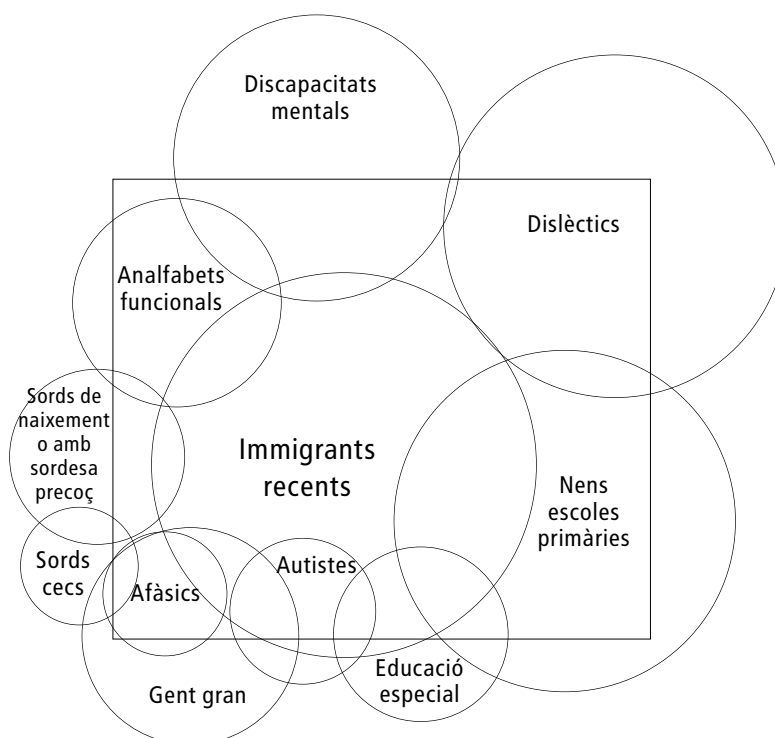 Discapacitats
mentals
Dislèctics
Analfabets
funcionals
Sords de
naixement
o amb
sordesa
precoç
Immigrants
recents
Nens
escoles
primàries
Sords
cecs
Afàsics
Autistes
Educació
especial
Gent gran